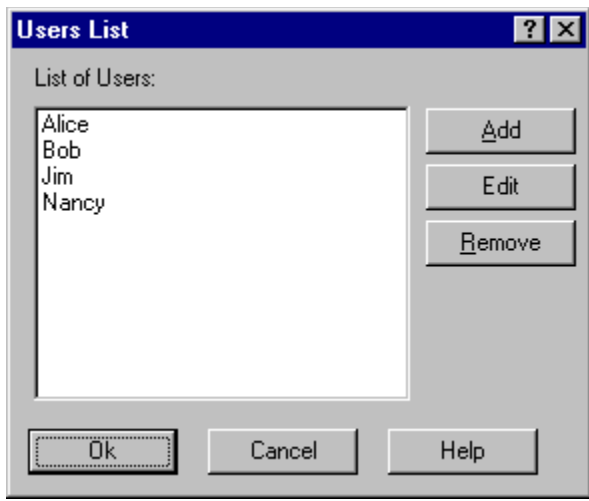 Users List
?
List of Users:
Alice
Bob
Jim
Nancy
Add
Edit
Remove
Ok
Cancel
Help